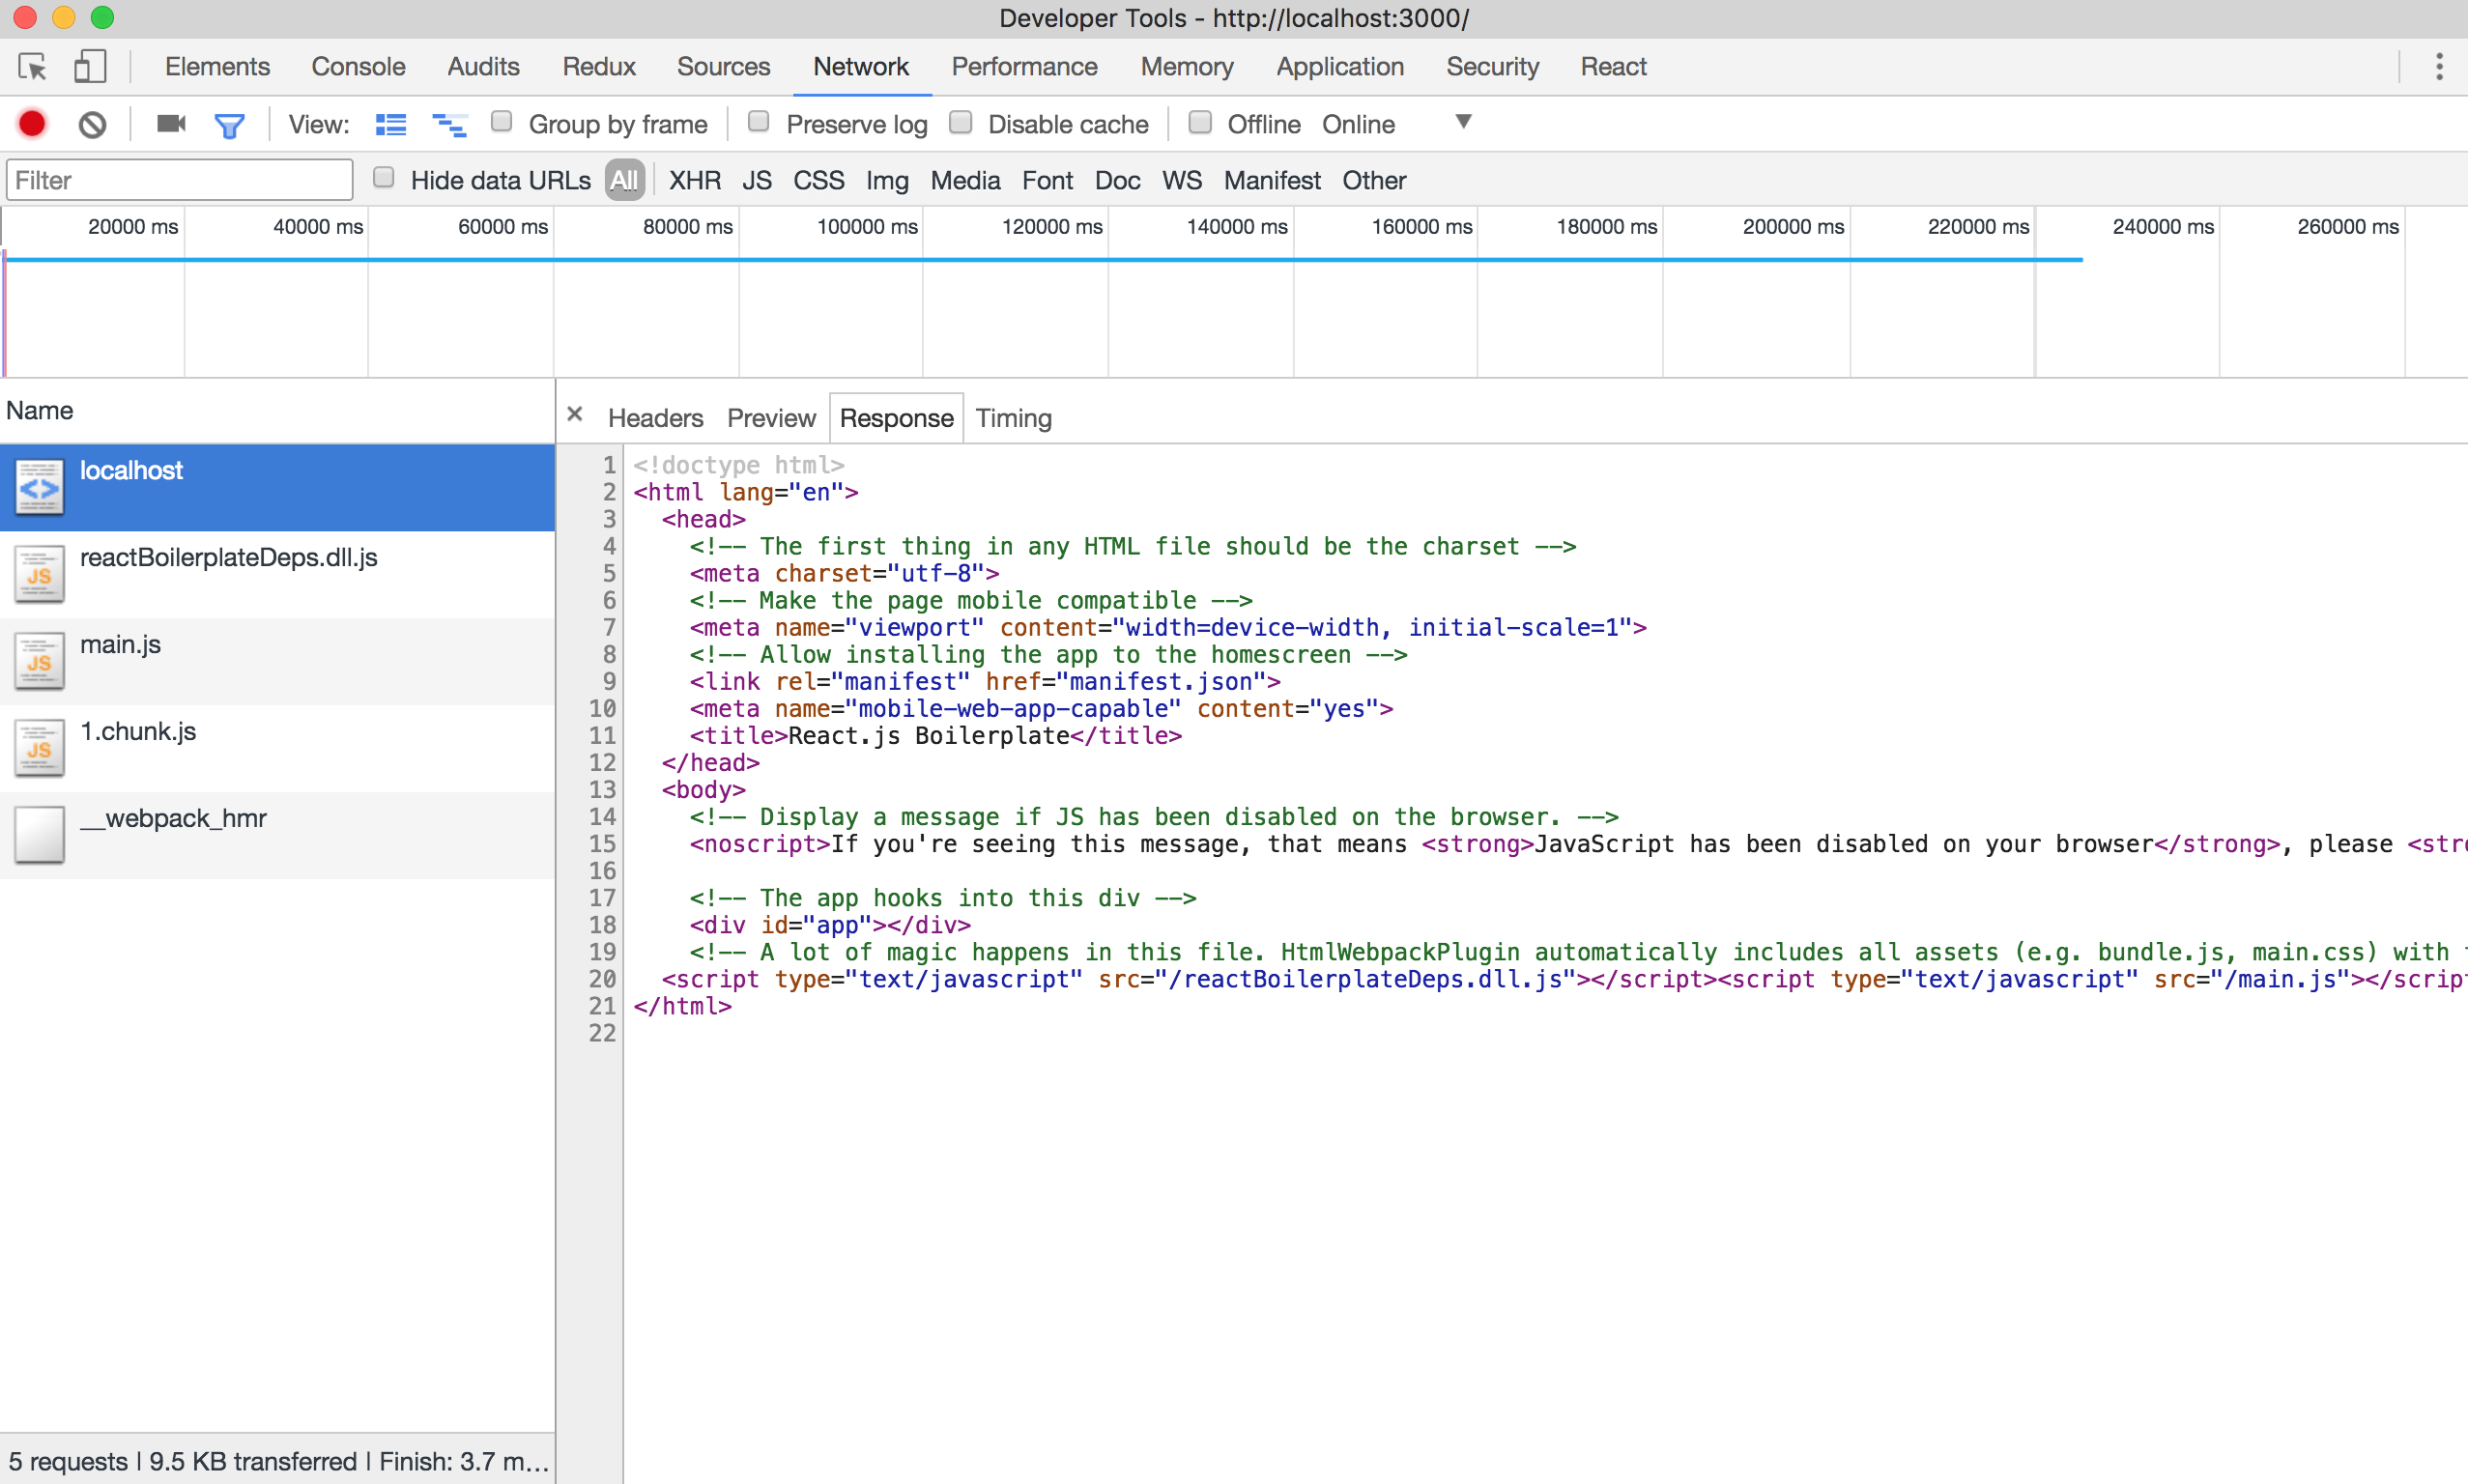 Developer Tools - http://localhost:3000/
Elements Console Audits Redux Sources Network Performance Memory Application Security React
View: Group by frame Preserve log Disable cache Offline Online
Filter Hide data URLs All XHR JS CSS Img Media Font Doc WS Manifest Other
20000 ms 40000 ms 60000 ms 80000 ms 100000 ms 120000 ms 140000 ms 160000 ms 180000 ms 200000 ms 220000 ms 240000 ms 260000 ms
Name
localhost
reactBoilerplateDeps.dll.js
main.js
1.chunk.js
__webpack_hmr
5 requests | 9.5 KB transferred | Finish: 3.7 m...
× Headers Preview Response Timing
1 <!doctype html>
2 <html lang="en">
3 <head>
4 <!-- The first thing in any HTML file should be the charset -->
5 <meta charset="utf-8">
6 <!-- Make the page mobile compatible -->
7 <meta name="viewport" content="width=device-width, initial-scale=1">
8 <!-- Allow installing the app to the homescreen -->
9 <link rel="manifest" href="manifest.json">
10 <meta name="mobile-web-app-capable" content="yes">
11 <title>React.js Boilerplate</title>
12 </head>
13 <body>
14 <!-- Display a message if JS has been disabled on the browser. -->
15 <noscript>If you're seeing this message, that means <strong>JavaScript has been disabled on your browser</strong>, please <str
16
17 <!-- The app hooks into this div -->
18 <div id="app"></div>
19 <!-- A lot of magic happens in this file. HtmlWebpackPlugin automatically includes all assets (e.g. bundle.js, main.css) with
20 <script type="text/javascript" src="/reactBoilerplateDeps.dll.js"></script><script type="text/javascript" src="/main.js"></scrip
21 </html>
22